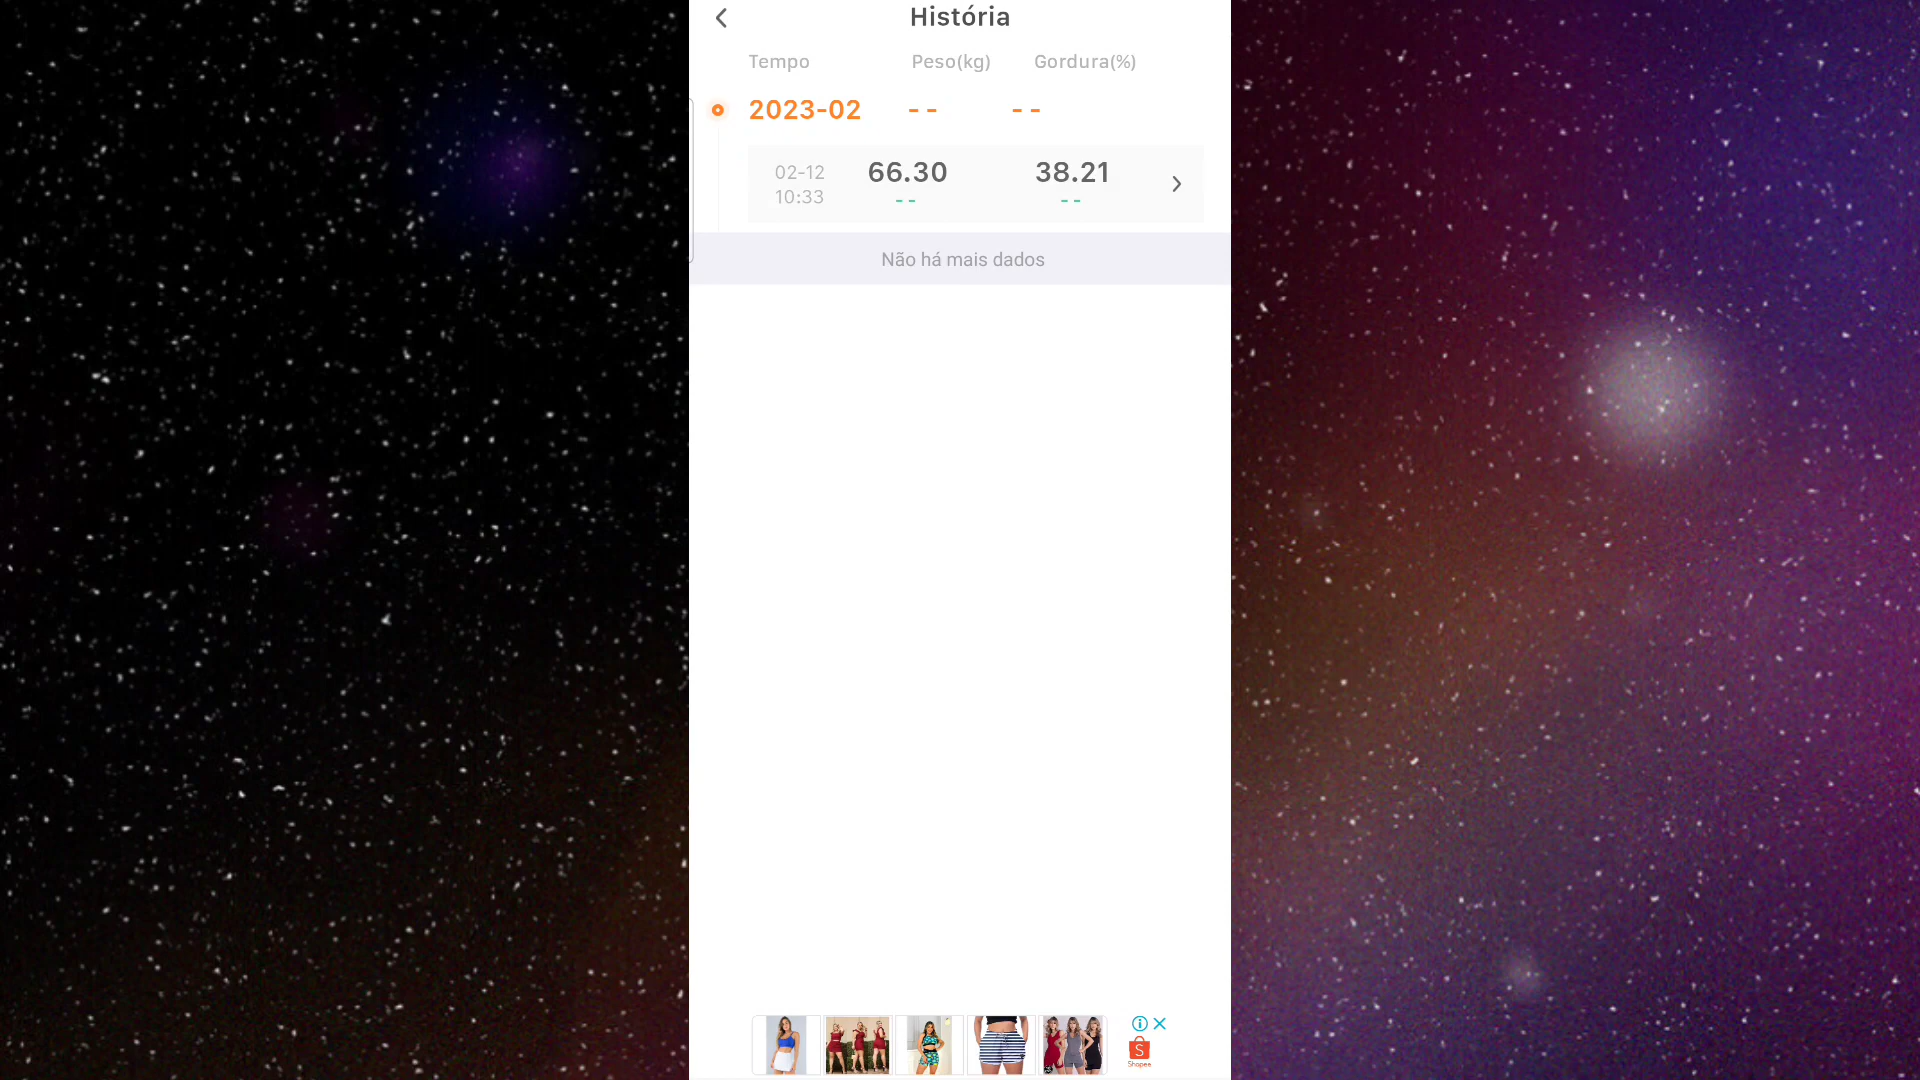 História
Tempo Peso(kg) Gordura(%)
2023-02 -- --
02-12 66.30 38.21
10:33 -- --
Não há mais dados
Shopee